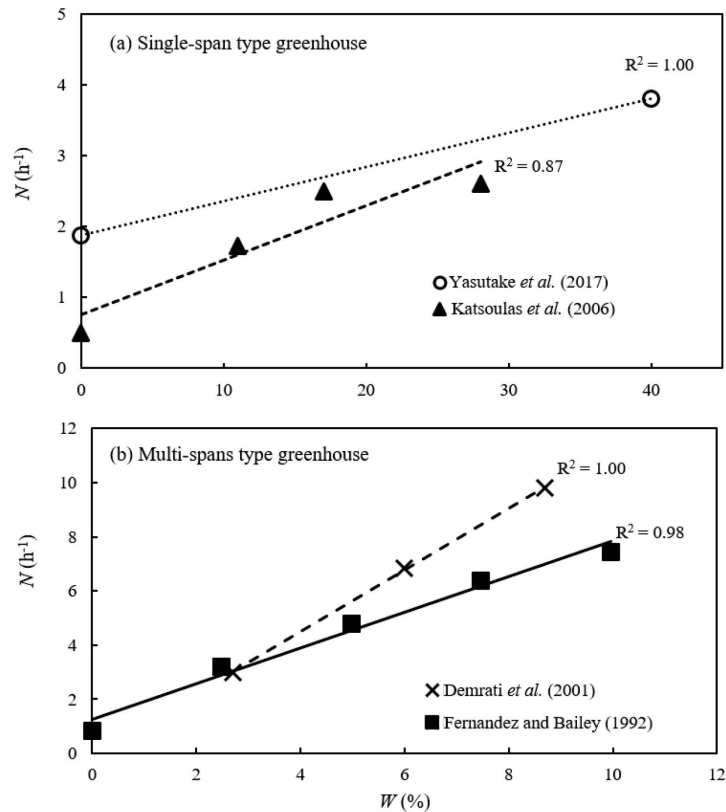 5
(a) Single-span type greenhouse
R² = 1.00
4
N (h⁻¹)
3
R² = 0.87
2
Yasutake et al. (2017)
1
Katsoulas et al. (2006)
0
0 10 20 30 40
12
(b) Multi-spans type greenhouse
R² = 1.00
10
R² = 0.98
8
N (h⁻¹)
6
4
Demrati et al. (2001)
2
Fernandez and Bailey (1992)
0
0 2 4 6 8 10 12
W (%)